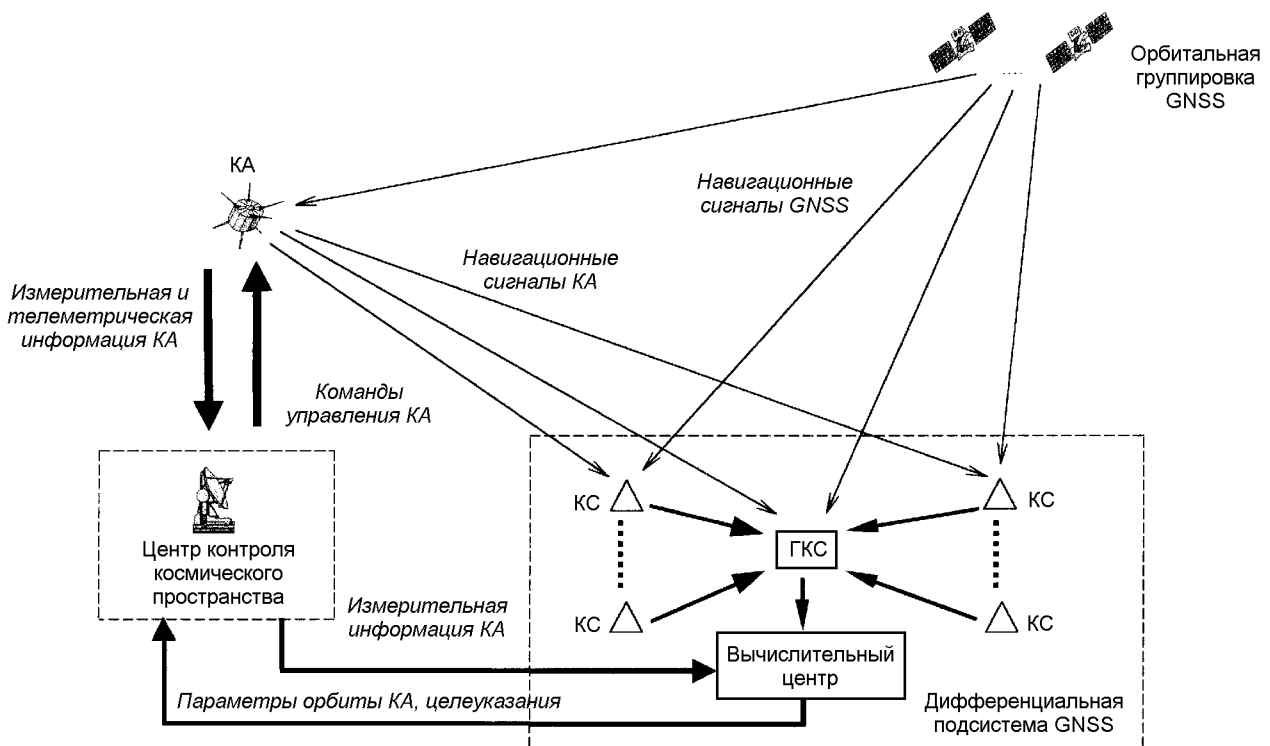 Орбитальная
группировка
GNSS
КА
Навигационные
сигналы GNSS
Навигационные
сигналы КА
Измерительная и
телеметрическая
информация КА
Команды
управления КА
КС
КС
ГКС
Центр контроля
космического
пространства
КС
КС
Измерительная
информация КА
Вычислительный
центр
Параметры орбиты КА, целеуказания
Дифференциальная
подсистема GNSS